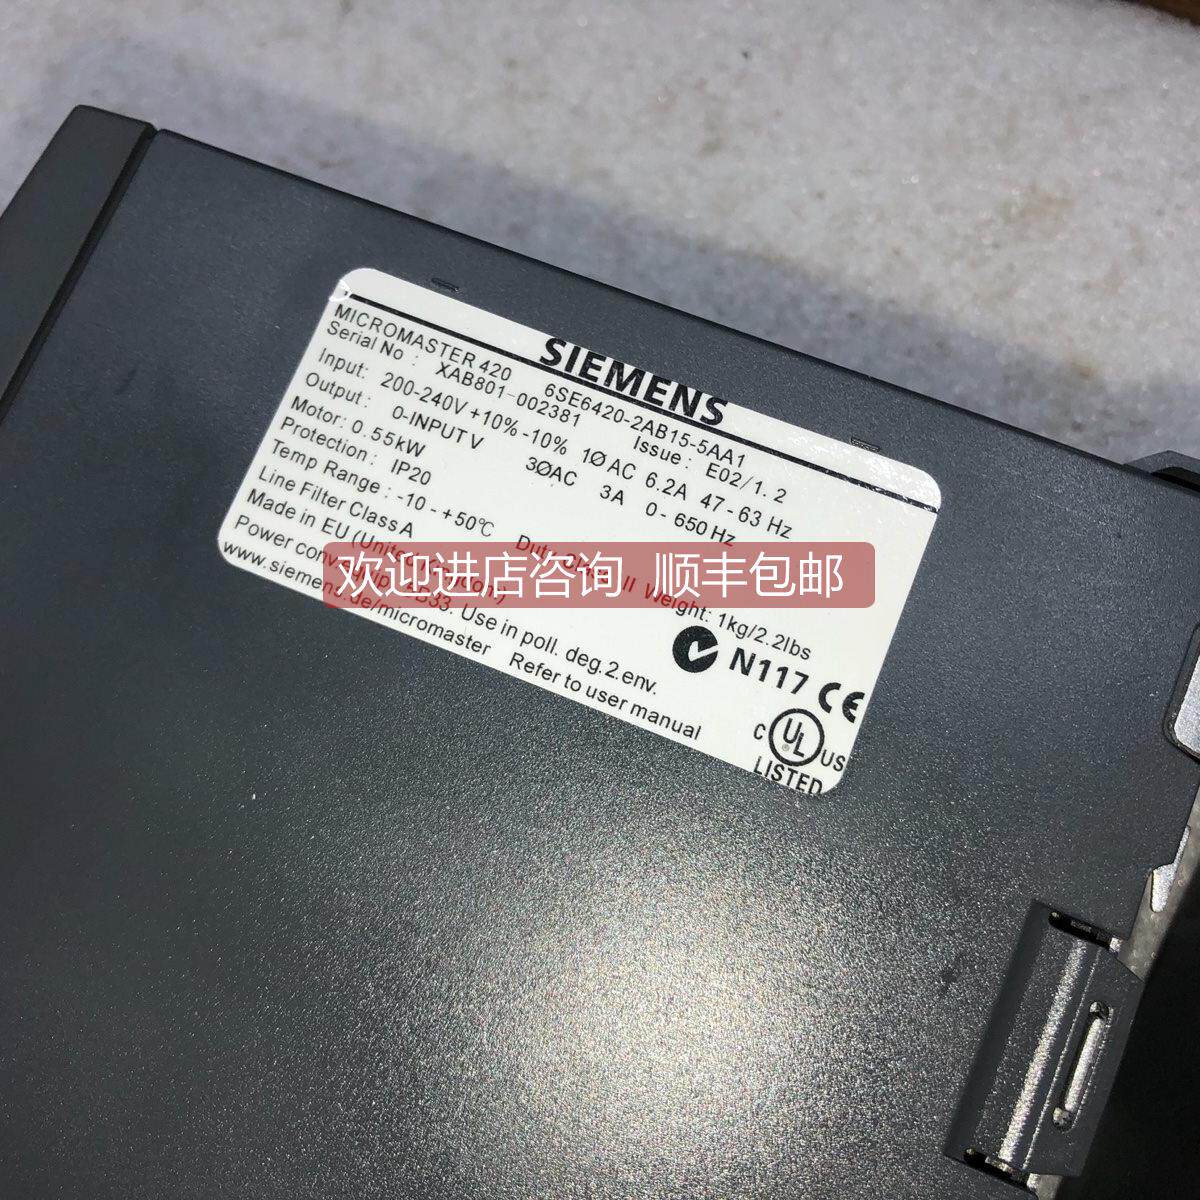 SIEMENS
MICROMASTER 420 6SE6420-2AB15-5AA1
Serial No : XAB801-002381 Issue : E02/1.2
Input: 200-240V +10% -10% 1Ø AC 6.2A 47-63 Hz
Output : 0-INPUT V 3ØAC 3A 0-650 Hz
Motor: 0.55kW
Protection : IP20
Temp Range : -10 - +50℃ Duty Weight: 1kg/2.2lbs
Line Filter Class A
Made in EU (United Kingdom)
Power conv. Use in poll. deg.2.env.
www.siemens.de/micromaster Refer to user manual
N117 CE
C UL US
LISTED
欢迎进店咨询 顺丰包邮